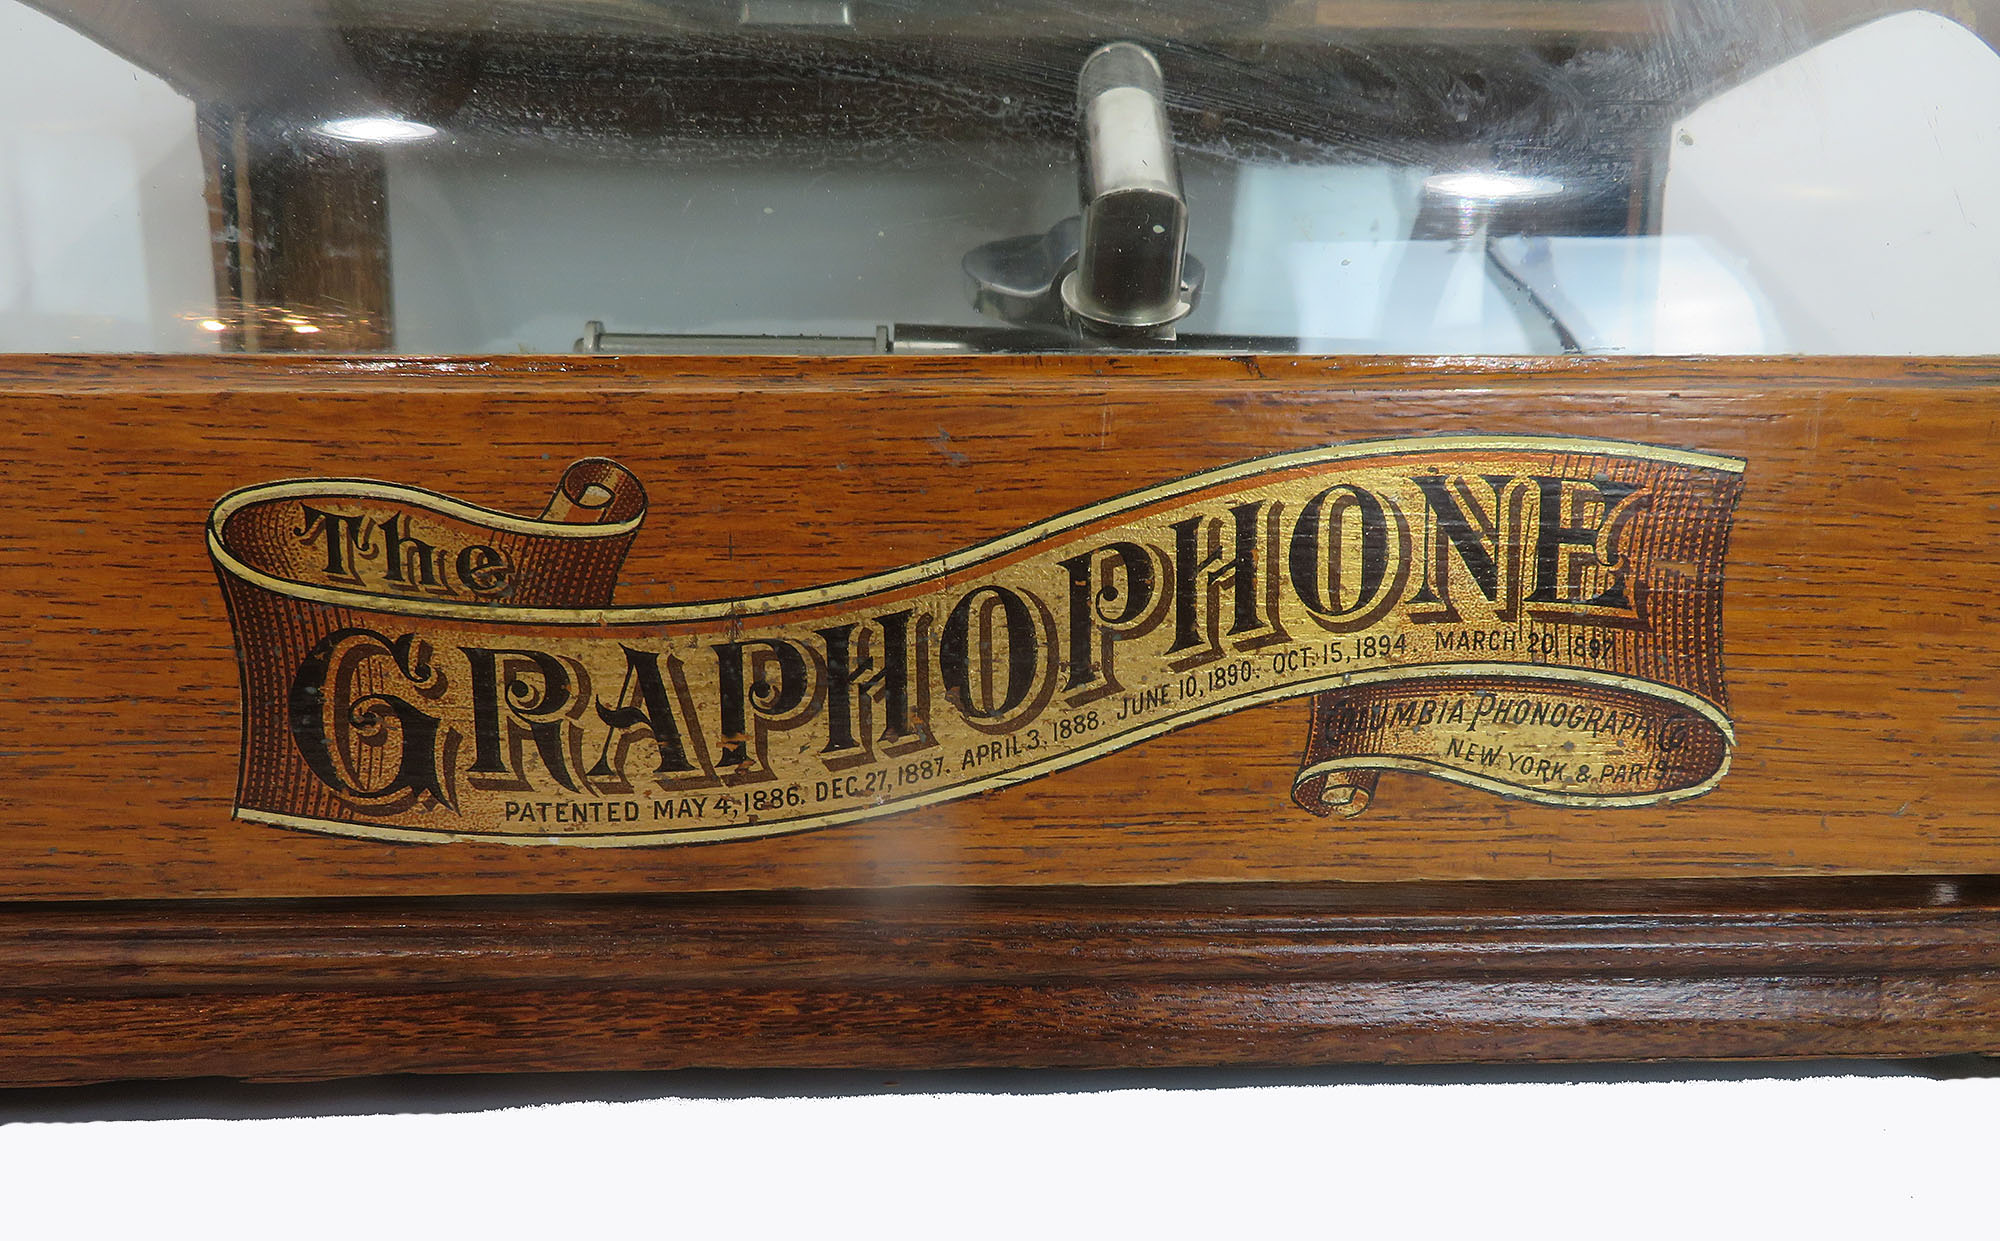 The
GRAPHOPHONE
PATENTED MAY 4, 1886. DEC. 27, 1887. APRIL 3, 1888. JUNE 10, 1890. OCT. 15, 1894. MARCH 20, 1897
COLUMBIA PHONOGRAPH Co
NEW YORK & PARIS